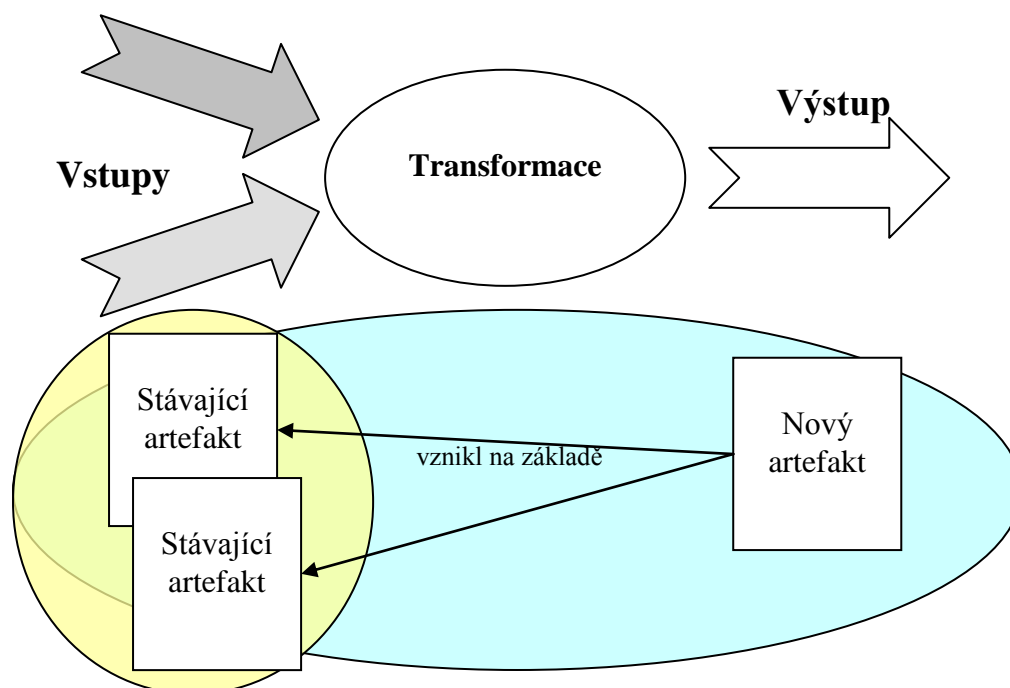 Výstup
Vstupy
Transformace
Stávající
artefakt
vznikl na základě
Nový
artefakt
Stávající
artefakt